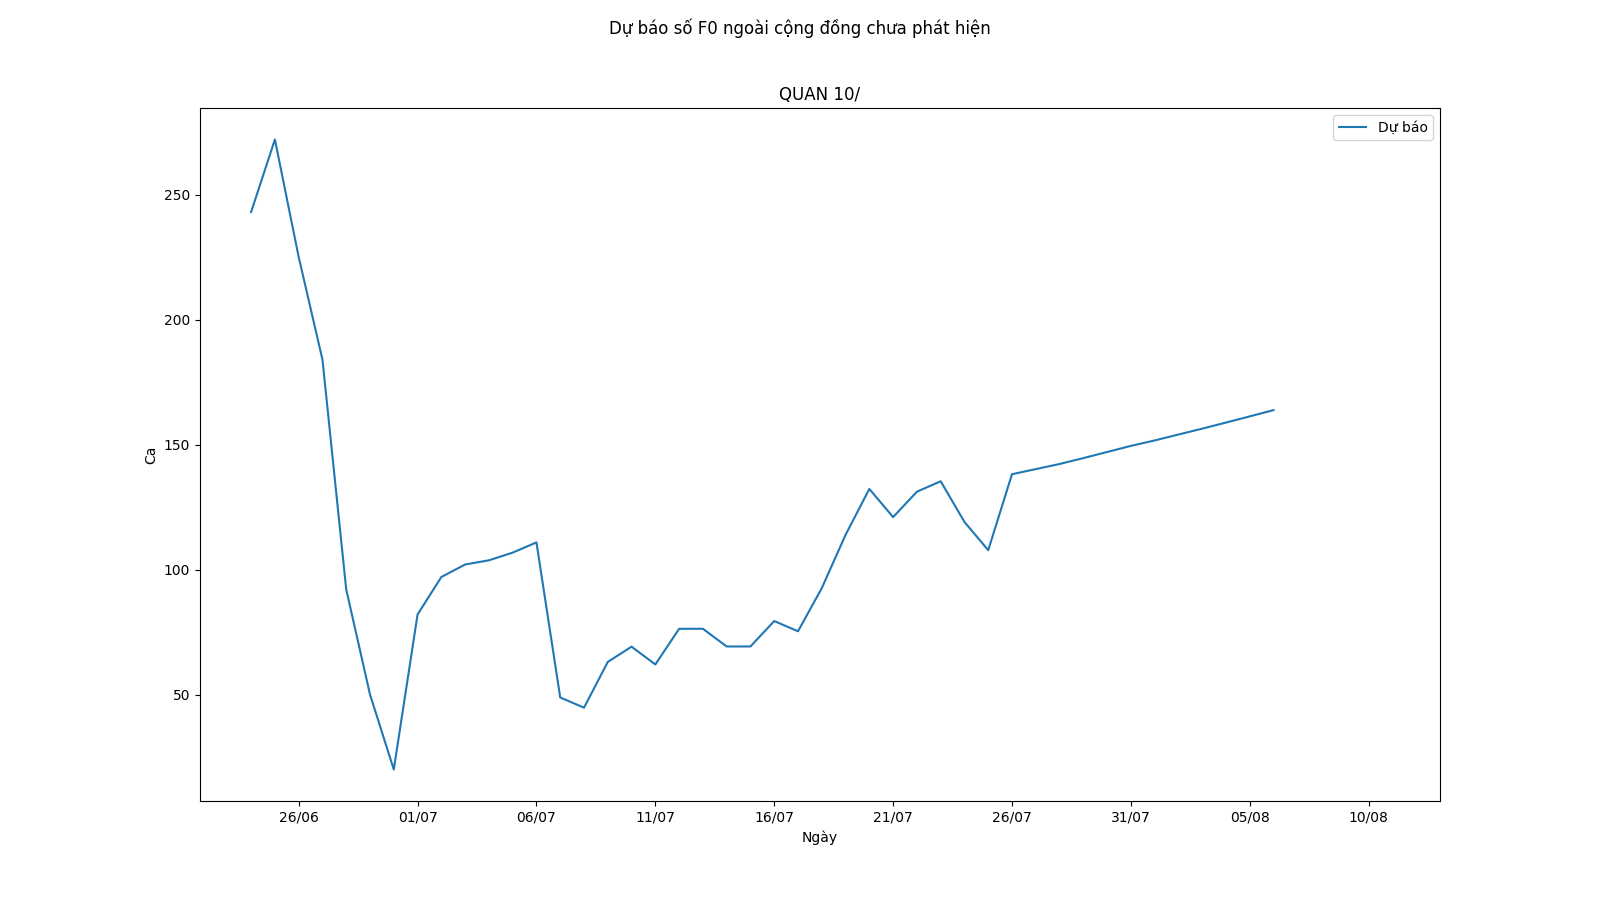 Dự báo số F0 ngoài cộng đồng chưa phát hiện
QUAN 10/
Dự báo
250
200
150
100
50
Ca
26/06 01/07 06/07 11/07 16/07 21/07 26/07 31/07 05/08 10/08
Ngày